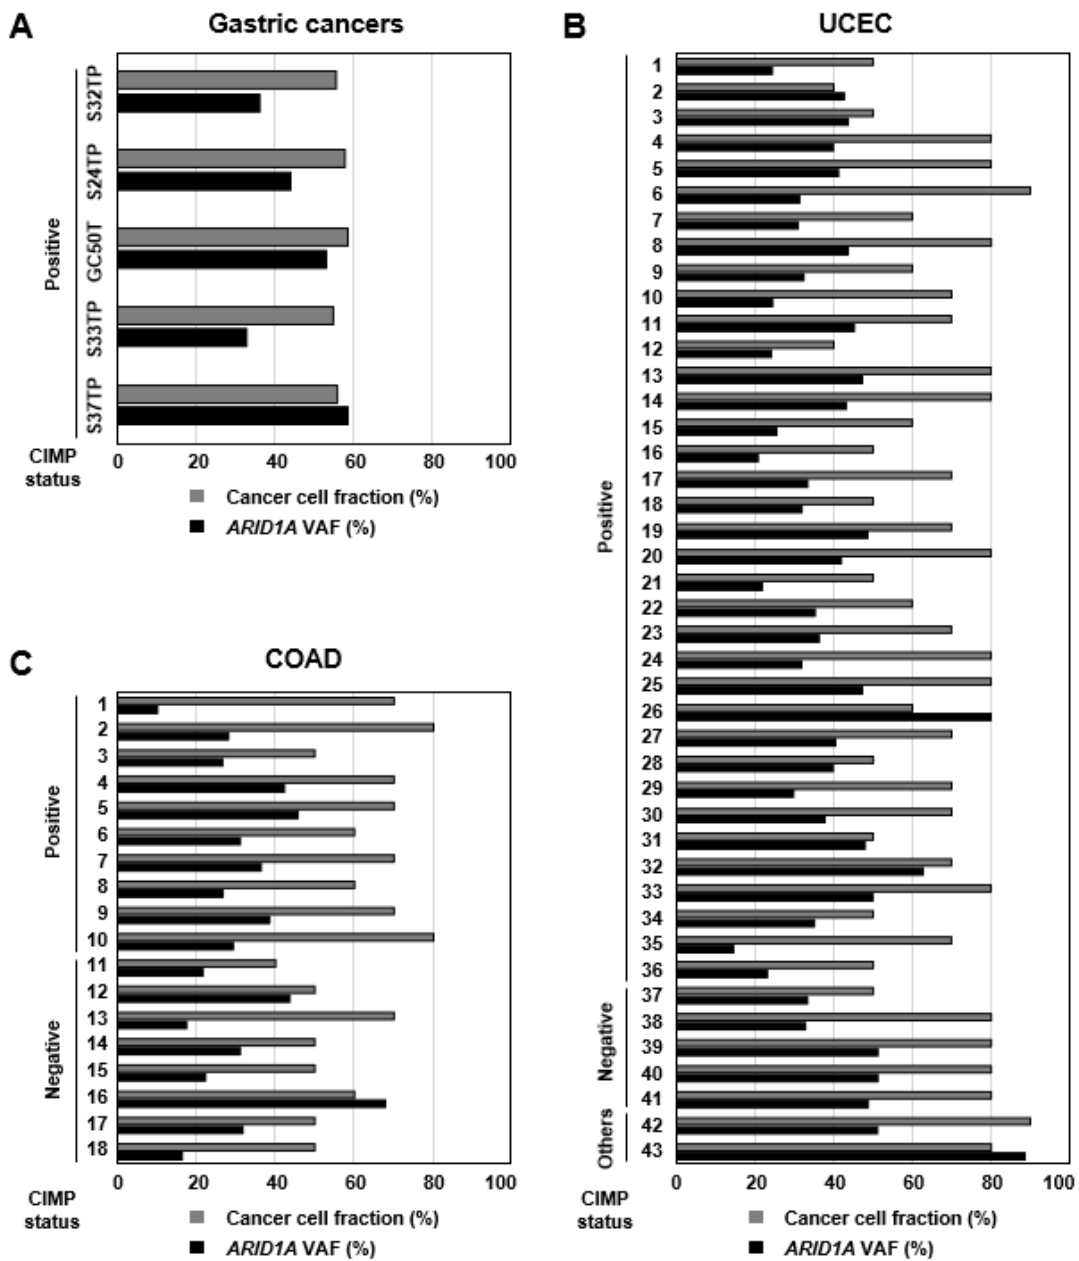 A
Gastric cancers
Positive
S32TP
S24TP
GC50T
S33TP
S37TP
CIMP status
0 20 40 60 80 100
Cancer cell fraction (%)
ARID1A VAF (%)
B
UCEC
Positive
1
2
3
4
5
6
7
8
9
10
11
12
13
14
15
16
17
18
19
20
21
22
23
24
25
26
27
28
29
30
31
32
33
34
35
36
Negative
37
38
39
40
41
Others
42
43
CIMP status
0 20 40 60 80 100
Cancer cell fraction (%)
ARID1A VAF (%)
C
COAD
Positive
1
2
3
4
5
6
7
8
9
10
Negative
11
12
13
14
15
16
17
18
CIMP status
0 20 40 60 80 100
Cancer cell fraction (%)
ARID1A VAF (%)